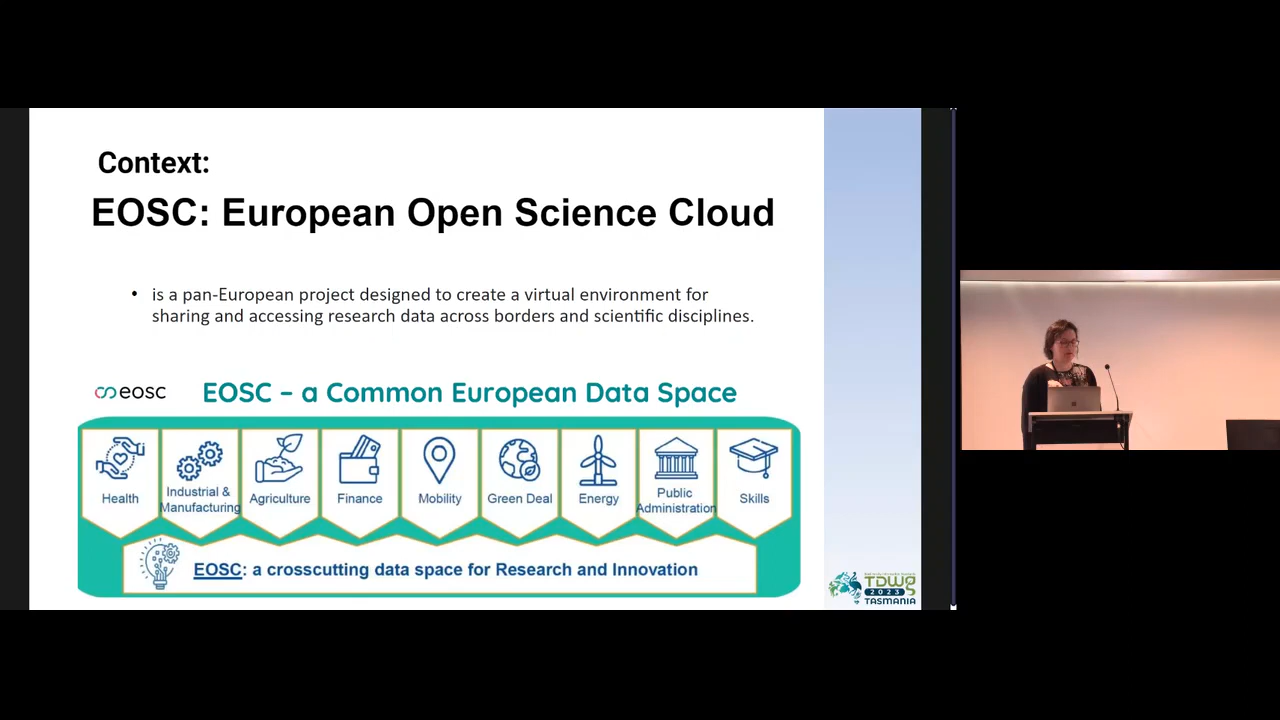 Context:
EOSC: European Open Science Cloud
• is a pan-European project designed to create a virtual environment for
sharing and accessing research data across borders and scientific disciplines.
eosc
EOSC – a Common European Data Space
Health
Industrial &
Manufacturing
Agriculture
Finance
Mobility
Green Deal
Energy
Public
Administration
Skills
EOSC: a crosscutting data space for Research and Innovation
TDWG
2023
TASMANIA